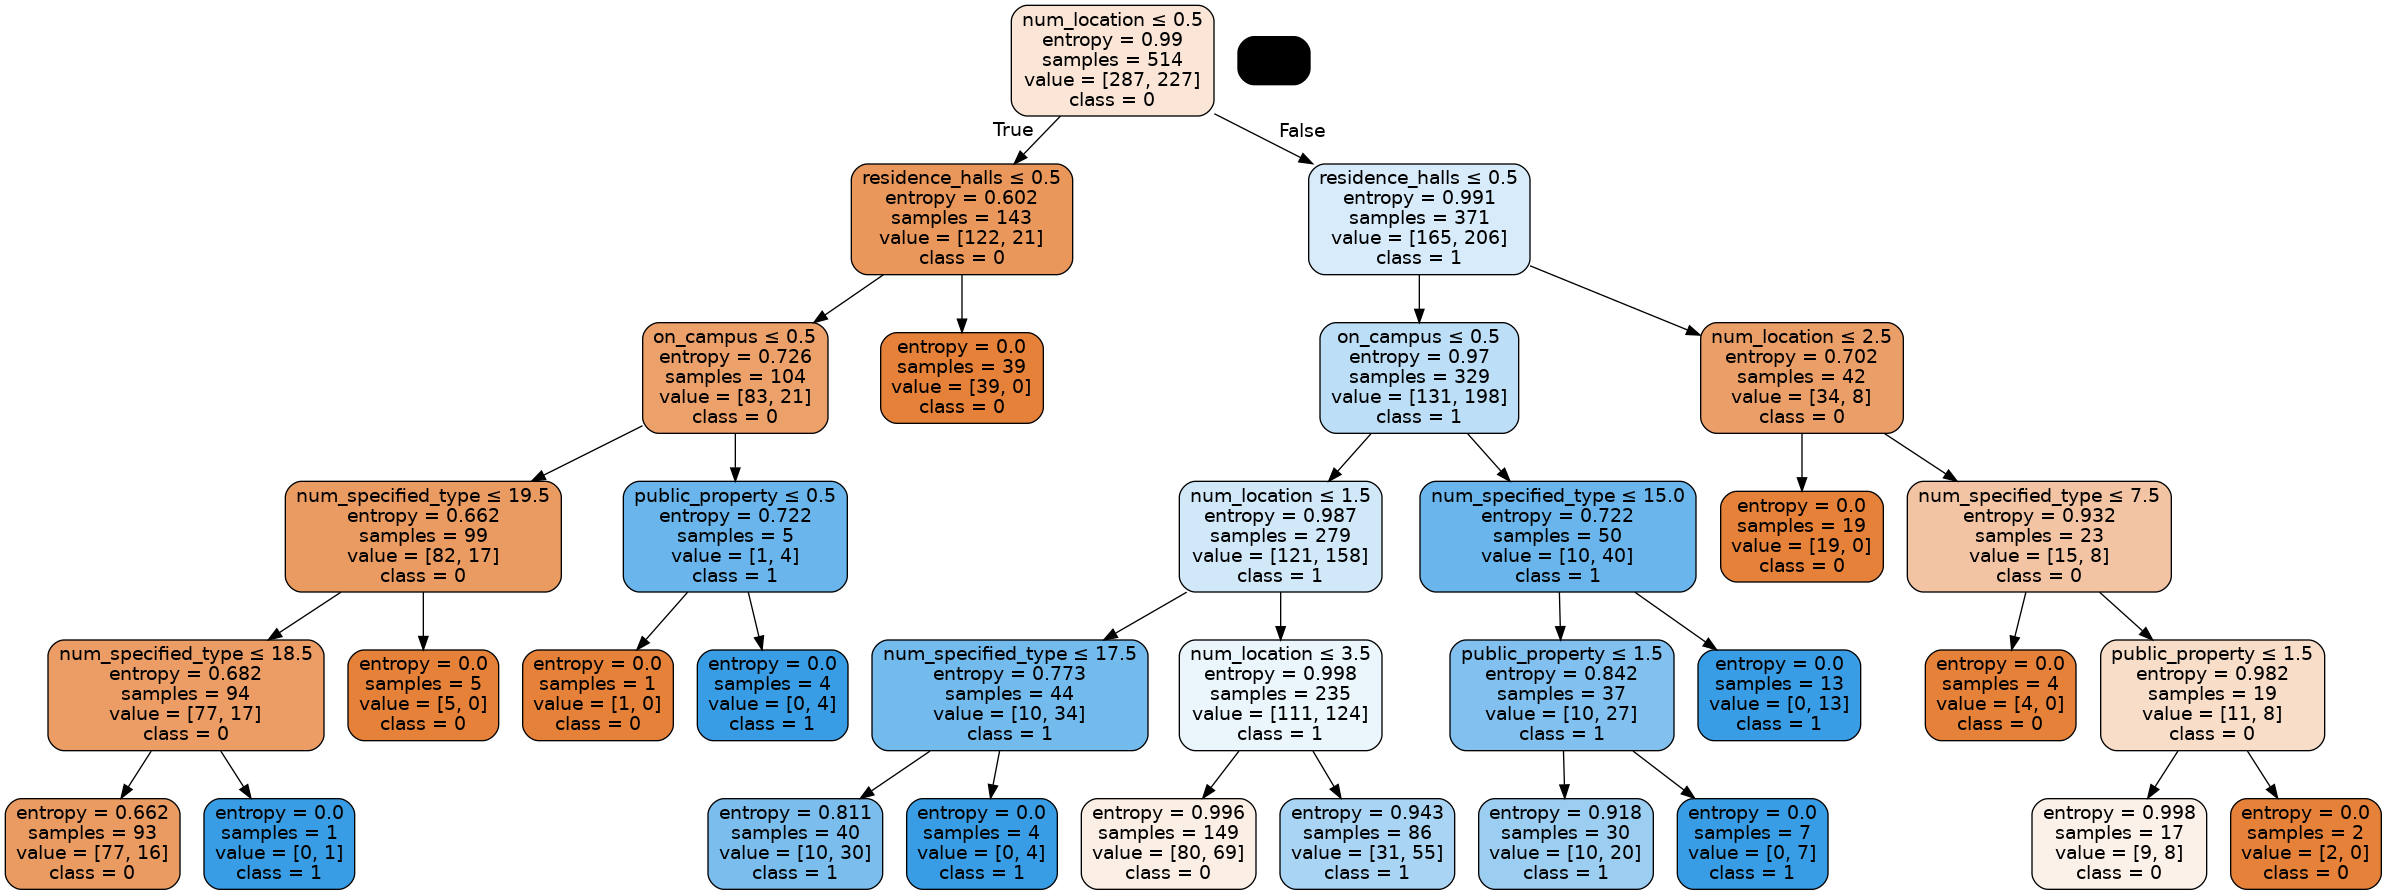 num_location ≤ 0.5
entropy = 0.99
samples = 514
value = [287, 227]
class = 0
True
False
residence_halls ≤ 0.5
entropy = 0.602
samples = 143
value = [122, 21]
class = 0
residence_halls ≤ 0.5
entropy = 0.991
samples = 371
value = [165, 206]
class = 1
on_campus ≤ 0.5
entropy = 0.726
samples = 104
value = [83, 21]
class = 0
entropy = 0.0
samples = 39
value = [39, 0]
class = 0
on_campus ≤ 0.5
entropy = 0.97
samples = 329
value = [131, 198]
class = 1
num_location ≤ 2.5
entropy = 0.702
samples = 42
value = [34, 8]
class = 0
num_specified_type ≤ 19.5
entropy = 0.662
samples = 99
value = [82, 17]
class = 0
public_property ≤ 0.5
entropy = 0.722
samples = 5
value = [1, 4]
class = 1
num_location ≤ 1.5
entropy = 0.987
samples = 279
value = [121, 158]
class = 1
num_specified_type ≤ 15.0
entropy = 0.722
samples = 50
value = [10, 40]
class = 1
entropy = 0.0
samples = 19
value = [19, 0]
class = 0
num_specified_type ≤ 7.5
entropy = 0.932
samples = 23
value = [15, 8]
class = 0
num_specified_type ≤ 18.5
entropy = 0.682
samples = 94
value = [77, 17]
class = 0
entropy = 0.0
samples = 5
value = [5, 0]
class = 0
entropy = 0.0
samples = 1
value = [1, 0]
class = 0
entropy = 0.0
samples = 4
value = [0, 4]
class = 1
num_specified_type ≤ 17.5
entropy = 0.773
samples = 44
value = [10, 34]
class = 1
num_location ≤ 3.5
entropy = 0.998
samples = 235
value = [111, 124]
class = 1
public_property ≤ 1.5
entropy = 0.842
samples = 37
value = [10, 27]
class = 1
entropy = 0.0
samples = 13
value = [0, 13]
class = 1
entropy = 0.0
samples = 4
value = [4, 0]
class = 0
public_property ≤ 1.5
entropy = 0.982
samples = 19
value = [11, 8]
class = 0
entropy = 0.662
samples = 93
value = [77, 16]
class = 0
entropy = 0.0
samples = 1
value = [0, 1]
class = 1
entropy = 0.811
samples = 40
value = [10, 30]
class = 1
entropy = 0.0
samples = 4
value = [0, 4]
class = 1
entropy = 0.996
samples = 149
value = [80, 69]
class = 0
entropy = 0.943
samples = 86
value = [31, 55]
class = 1
entropy = 0.918
samples = 30
value = [10, 20]
class = 1
entropy = 0.0
samples = 7
value = [0, 7]
class = 1
entropy = 0.998
samples = 17
value = [9, 8]
class = 0
entropy = 0.0
samples = 2
value = [2, 0]
class = 0